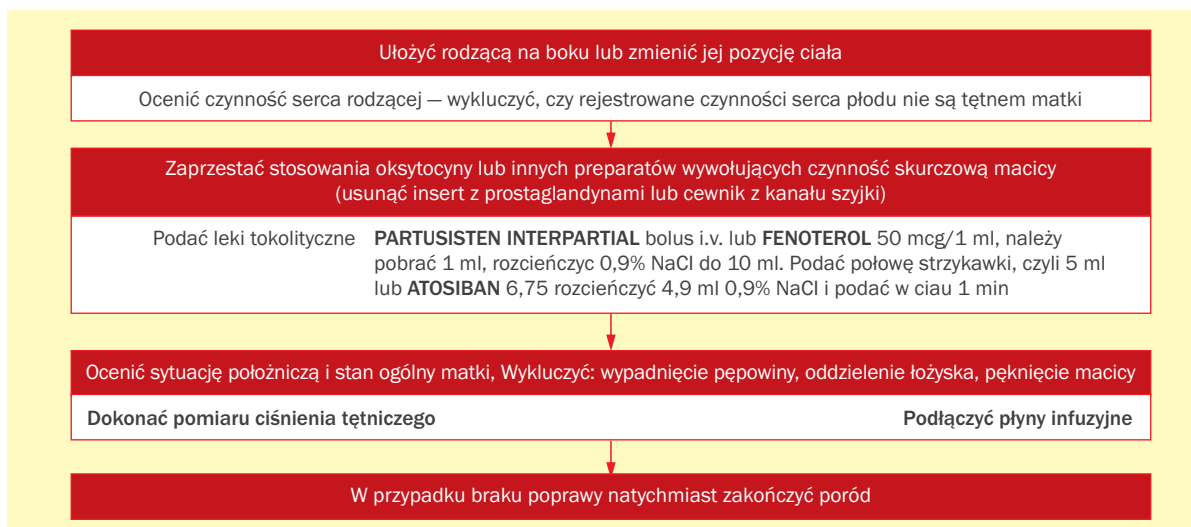 Ułożyć rodzącą na boku lub zmienić jej pozycję ciała
Ocenić czynność serca rodzącej — wykluczyć, czy rejestrowane czynności serca płodu nie są tętnem matki
Zaprzestać stosowania oksytocyny lub innych preparatów wywołujących czynność skurczową macicy
(usunąć insert z prostaglandynami lub cewnik z kanału szyjki)
Podać leki tokolityczne PARTUSISTEN INTERPARTIAL bolus i.v. lub FENOTEROL 50 mcg/1 ml, należy
pobrać 1 ml, rozcieńczyc 0,9% NaCl do 10 ml. Podać połowę strzykawki, czyli 5 ml
lub ATOSIBAN 6,75 rozcieńczyć 4,9 ml 0,9% NaCl i podać w ciau 1 min
Ocenić sytuację położniczą i stan ogólny matki, Wykluczyć: wypadnięcie pępowiny, oddzielenie łożyska, pęknięcie macicy
Dokonać pomiaru ciśnienia tętniczego Podłączyć płyny infuzyjne
W przypadku braku poprawy natychmiast zakończyć poród